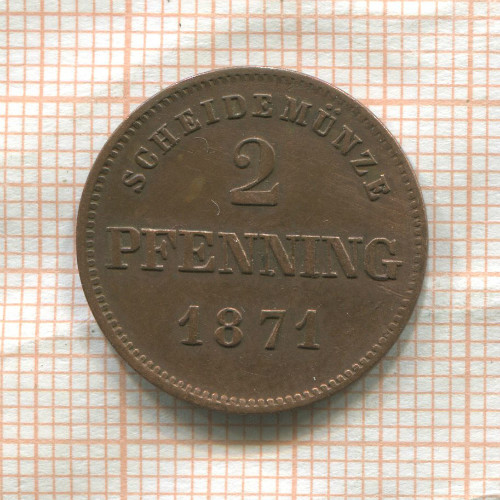 SCHEIDEMÜNZE
2
PFENNING
1871